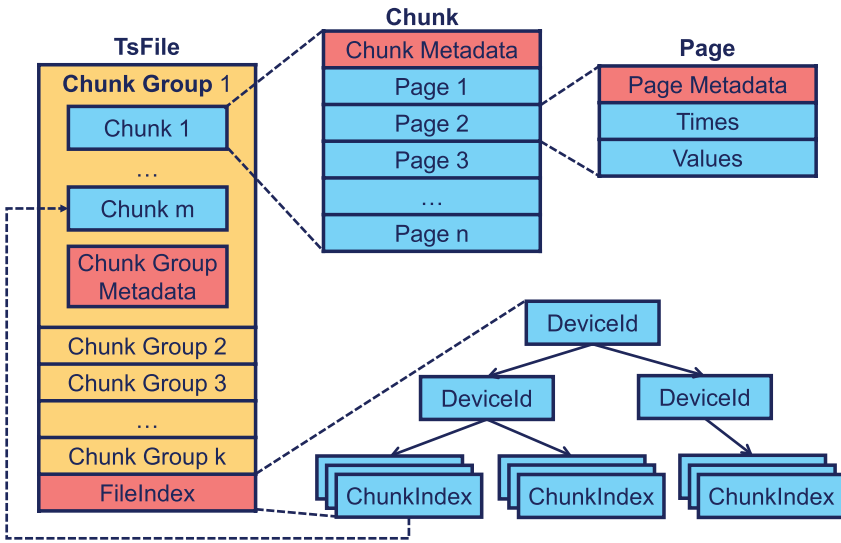 TsFile
Chunk Group 1
Chunk 1
...
Chunk m
Chunk Group
Metadata
Chunk Group 2
Chunk Group 3
...
Chunk Group k
FileIndex
Chunk
Chunk Metadata
Page 1
Page 2
Page 3
...
Page n
Page
Page Metadata
Times
Values
DeviceId
DeviceId
DeviceId
ChunkIndex
ChunkIndex
ChunkIndex